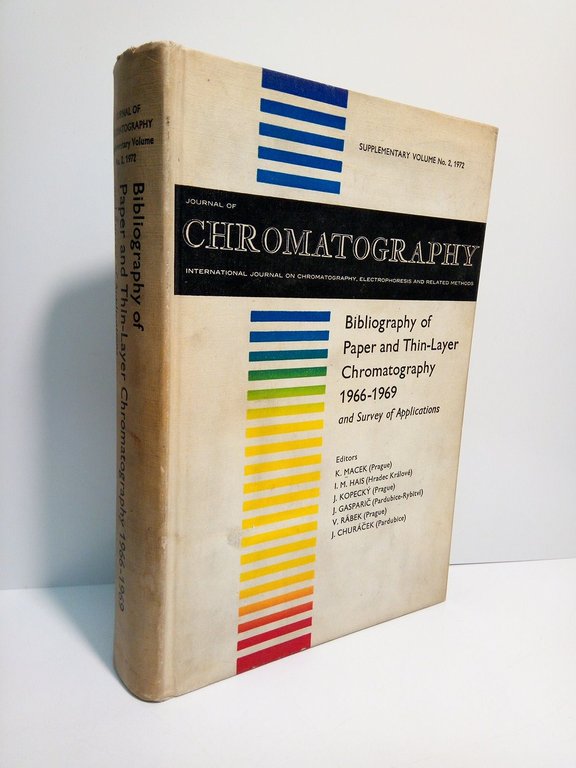 JOURNAL OF
CHROMATOGRAPHY
Supplementary Volume
No. 2, 1972
Bibliography of
Paper and Thin-Layer Chromatography 1966-1969
SUPPLEMENTARY VOLUME No. 2, 1972
JOURNAL OF
CHROMATOGRAPHY
INTERNATIONAL JOURNAL ON CHROMATOGRAPHY, ELECTROPHORESIS AND RELATED METHODS
Bibliography of
Paper and Thin-Layer
Chromatography
1966-1969
and Survey of Applications
Editors
K. MACEK (Prague)
I. M. HAIS (Hradec Králové)
J. KOPECKÝ (Prague)
J. GASPARIČ (Pardubice-Rybitví)
V. RÁBEK (Prague)
J. CHURÁČEK (Pardubice)